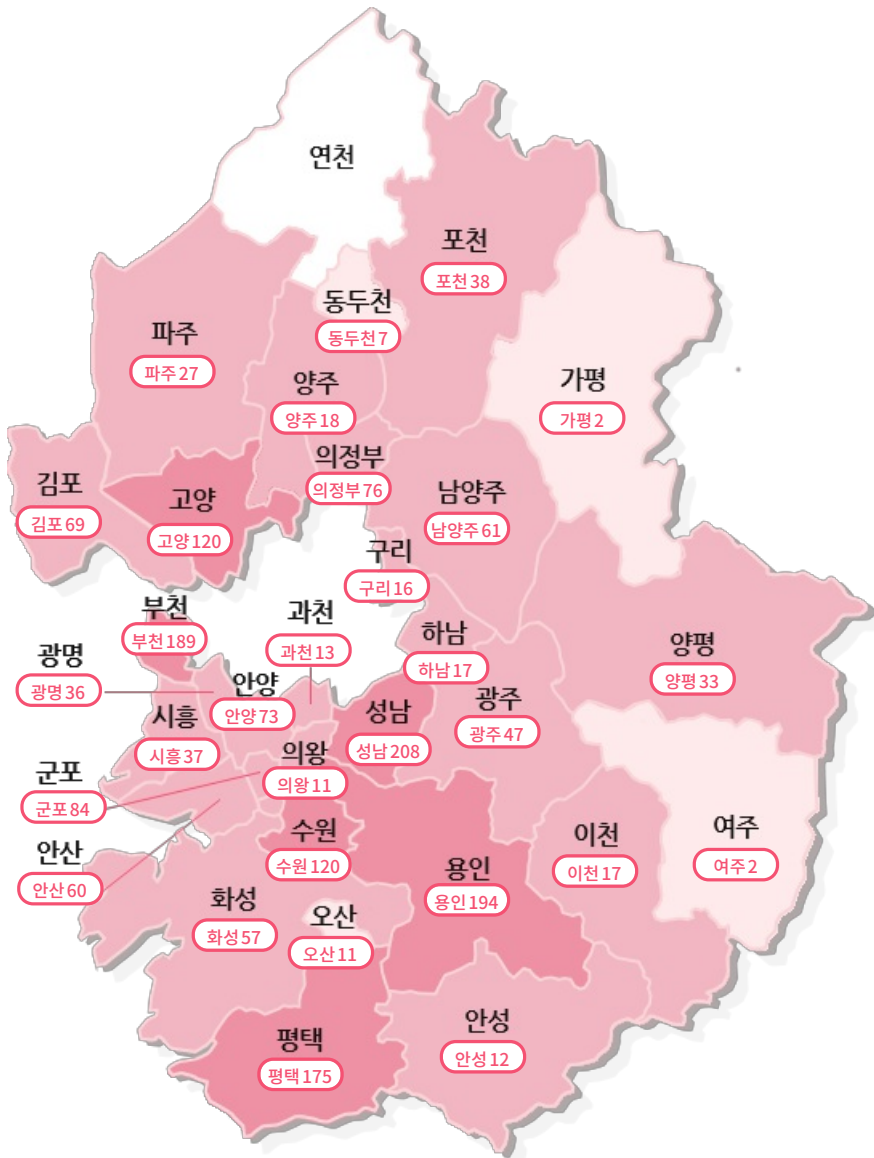 연천
포천
포천 38
동두천
동두천 7
파주
파주 27
양주
양주 18
가평
가평 2
의정부
의정부 76
김포
김포 69
고양
고양 120
남양주
남양주 61
구리
구리 16
부천
부천 189
과천
과천 13
하남
하남 17
양평
양평 33
광명
광명 36
안양
안양 73
시흥
시흥 37
성남
성남 208
광주
광주 47
의왕
의왕 11
군포
군포 84
수원
수원 120
이천
이천 17
여주
여주 2
안산
안산 60
용인
용인 194
화성
화성 57
오산
오산 11
안성
안성 12
평택
평택 175